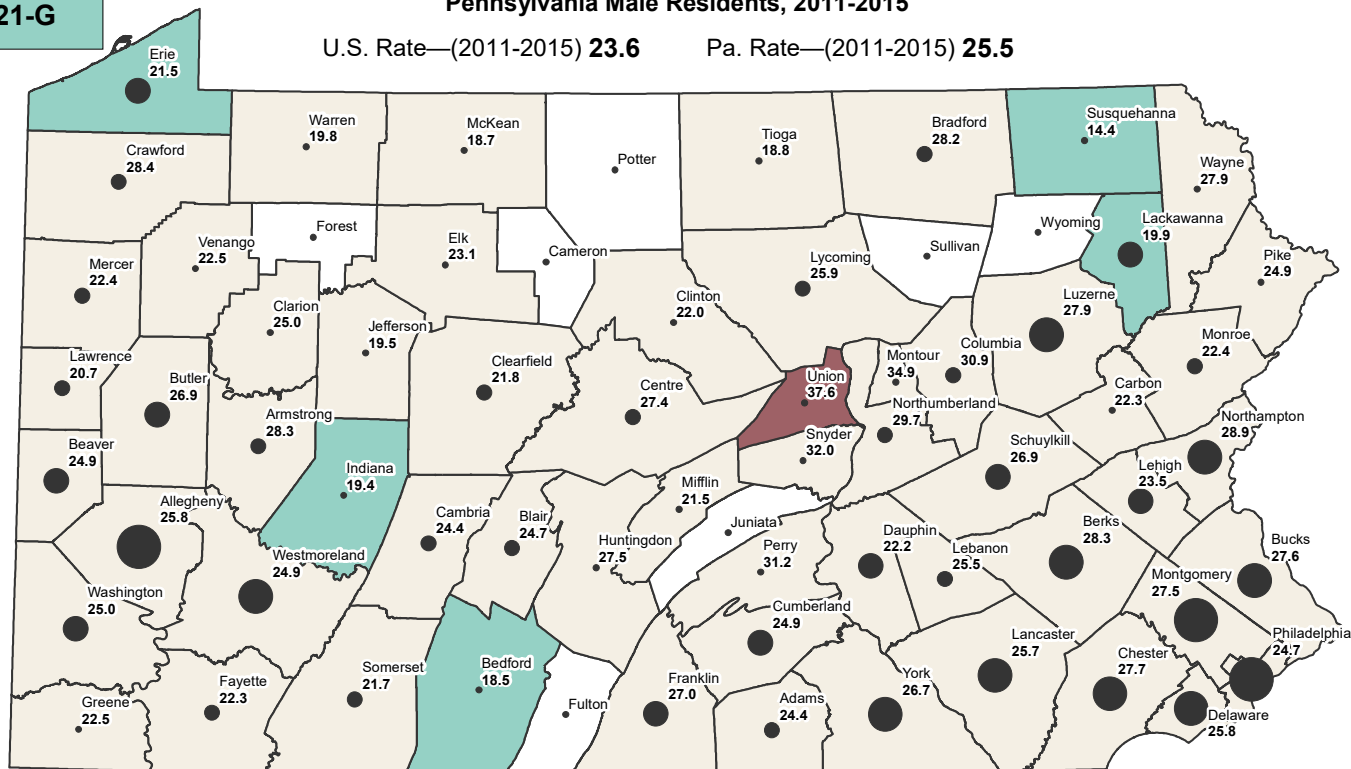 21-G
Pennsylvania Male Residents, 2011-2015
U.S. Rate—(2011-2015) 23.6
Pa. Rate—(2011-2015) 25.5
Erie
21.5
Warren
19.8
McKean
18.7
Potter
Tioga
18.8
Bradford
28.2
Susquehanna
14.4
Wayne
27.9
Crawford
28.4
Forest
Venango
22.5
Elk
23.1
Cameron
Lycoming
25.9
Sullivan
Wyoming
Lackawanna
19.9
Pike
24.9
Mercer
22.4
Clarion
25.0
Jefferson
19.5
Clinton
22.0
Luzerne
27.9
Monroe
22.4
Lawrence
20.7
Butler
26.9
Clearfield
21.8
Centre
27.4
Union
37.6
Montour
34.9
Columbia
30.9
Carbon
22.3
Armstrong
28.3
Northumberland
29.7
Northampton
28.9
Beaver
24.9
Snyder
32.0
Schuylkill
26.9
Lehigh
23.5
Indiana
19.4
Mifflin
21.5
Allegheny
25.8
Cambria
24.4
Blair
24.7
Huntingdon
27.5
Juniata
Perry
31.2
Dauphin
22.2
Lebanon
25.5
Berks
28.3
Bucks
27.6
Westmoreland
24.9
Montgomery
27.5
Washington
25.0
Cumberland
24.9
Lancaster
25.7
Philadelphia
24.7
Chester
27.7
Somerset
21.7
Bedford
18.5
Franklin
27.0
York
26.7
Fayette
22.3
Greene
22.5
Fulton
Adams
24.4
Delaware
25.8